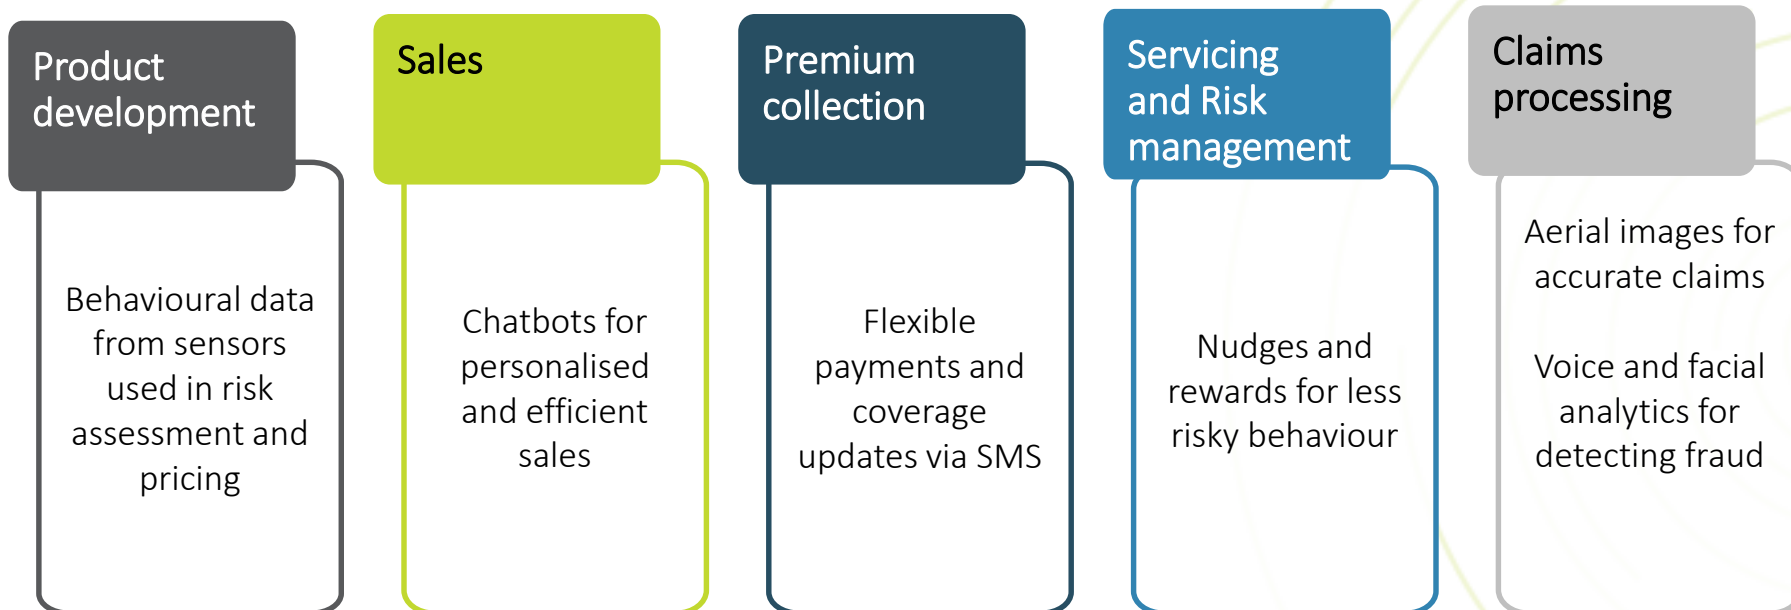 Product
development
Behavioural data
from sensors
used in risk
assessment and
pricing
Sales
Chatbots for
personalised
and efficient
sales
Premium
collection
Flexible
payments and
coverage
updates via SMS
Servicing
and Risk
management
Nudges and
rewards for less
risky behaviour
Claims
processing
Aerial images for
accurate claims
Voice and facial
analytics for
detecting fraud